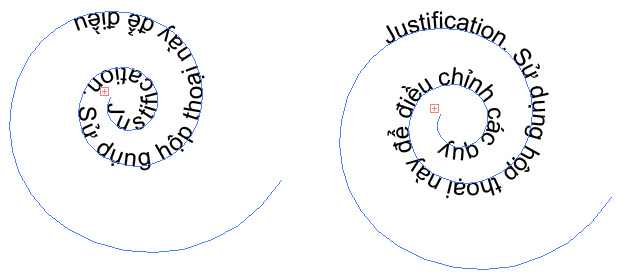 Justification. Sử dụng hộp thoại này để điều
Justification. Sử dụng hộp thoại này để điều chỉnh các quy